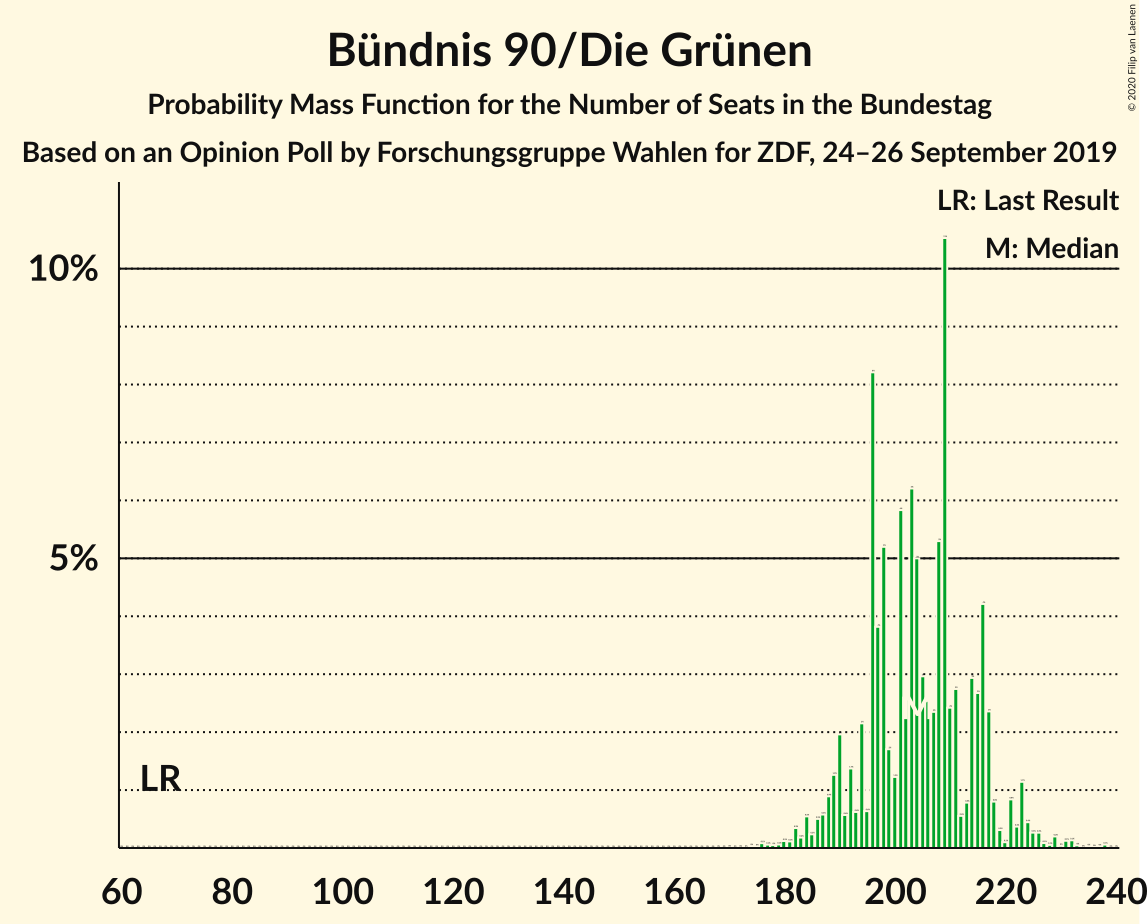 Bündnis 90/Die Grünen
Probability Mass Function for the Number of Seats in the Bundestag
Based on an Opinion Poll by Forschungsgruppe Wahlen for ZDF, 24–26 September 2019
© 2020 Filip van Laenen
LR: Last Result
M: Median
10%
5%
LR
M
60 80 100 120 140 160 180 200 220 240